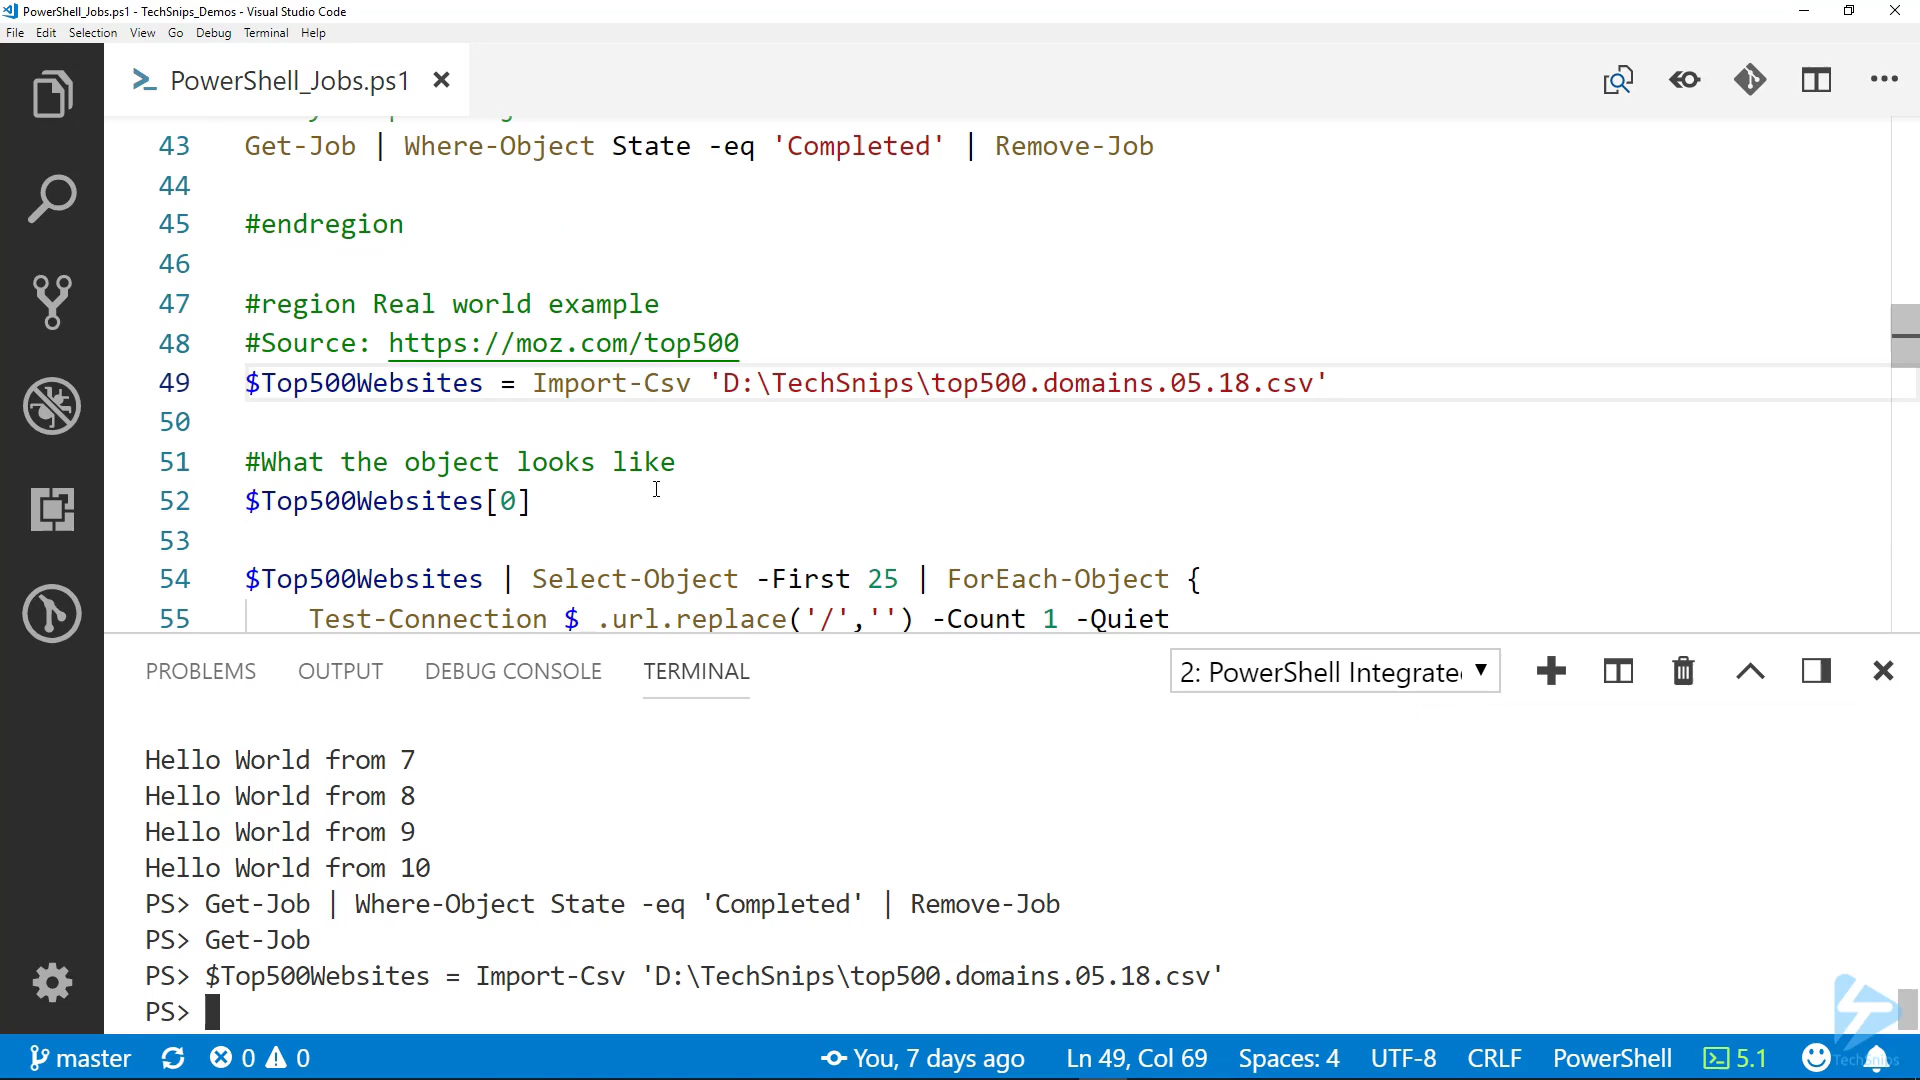 PowerShell_Jobs.ps1 - TechSnips_Demos - Visual Studio Code
File Edit Selection View Go Debug Terminal Help
PowerShell_Jobs.ps1
43 Get-Job | Where-Object State -eq 'Completed' | Remove-Job
44
45 #endregion
46
47 #region Real world example
48 #Source: https://moz.com/top500
49 $Top500Websites = Import-Csv 'D:\TechSnips\top500.domains.05.18.csv'
50
51 #What the object looks like
52 $Top500Websites[0]
53
54 $Top500Websites | Select-Object -First 25 | ForEach-Object {
55 Test-Connection $_.url.replace('/','') -Count 1 -Quiet
PROBLEMS OUTPUT DEBUG CONSOLE TERMINAL 2: PowerShell Integrate
Hello World from 7
Hello World from 8
Hello World from 9
Hello World from 10
PS> Get-Job | Where-Object State -eq 'Completed' | Remove-Job
PS> Get-Job
PS> $Top500Websites = Import-Csv 'D:\TechSnips\top500.domains.05.18.csv'
PS>
master 0 0 You, 7 days ago Ln 49, Col 69 Spaces: 4 UTF-8 CRLF PowerShell 5.1 TechSnips